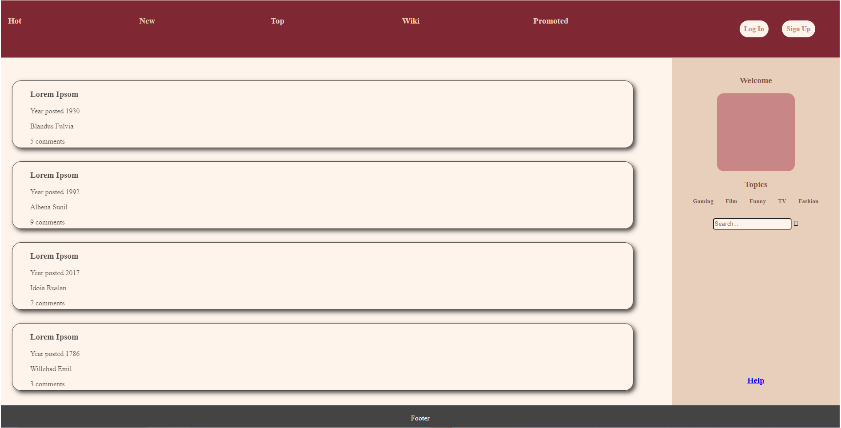 Hot New Top Wiki Promoted Log In Sign Up
Lorem Ipsom
Year posted 1930
Blandus Fulvia
5 comments
Lorem Ipsom
Year posted 1992
Albena Sunil
9 comments
Lorem Ipsom
Year posted 2017
Idoia Ruslan
7 comments
Lorem Ipsom
Year posted 1786
Willehad Emil
3 comments
Welcome
Topics
Gaming Film Funny TV Fashion
Search...
Help
Footer